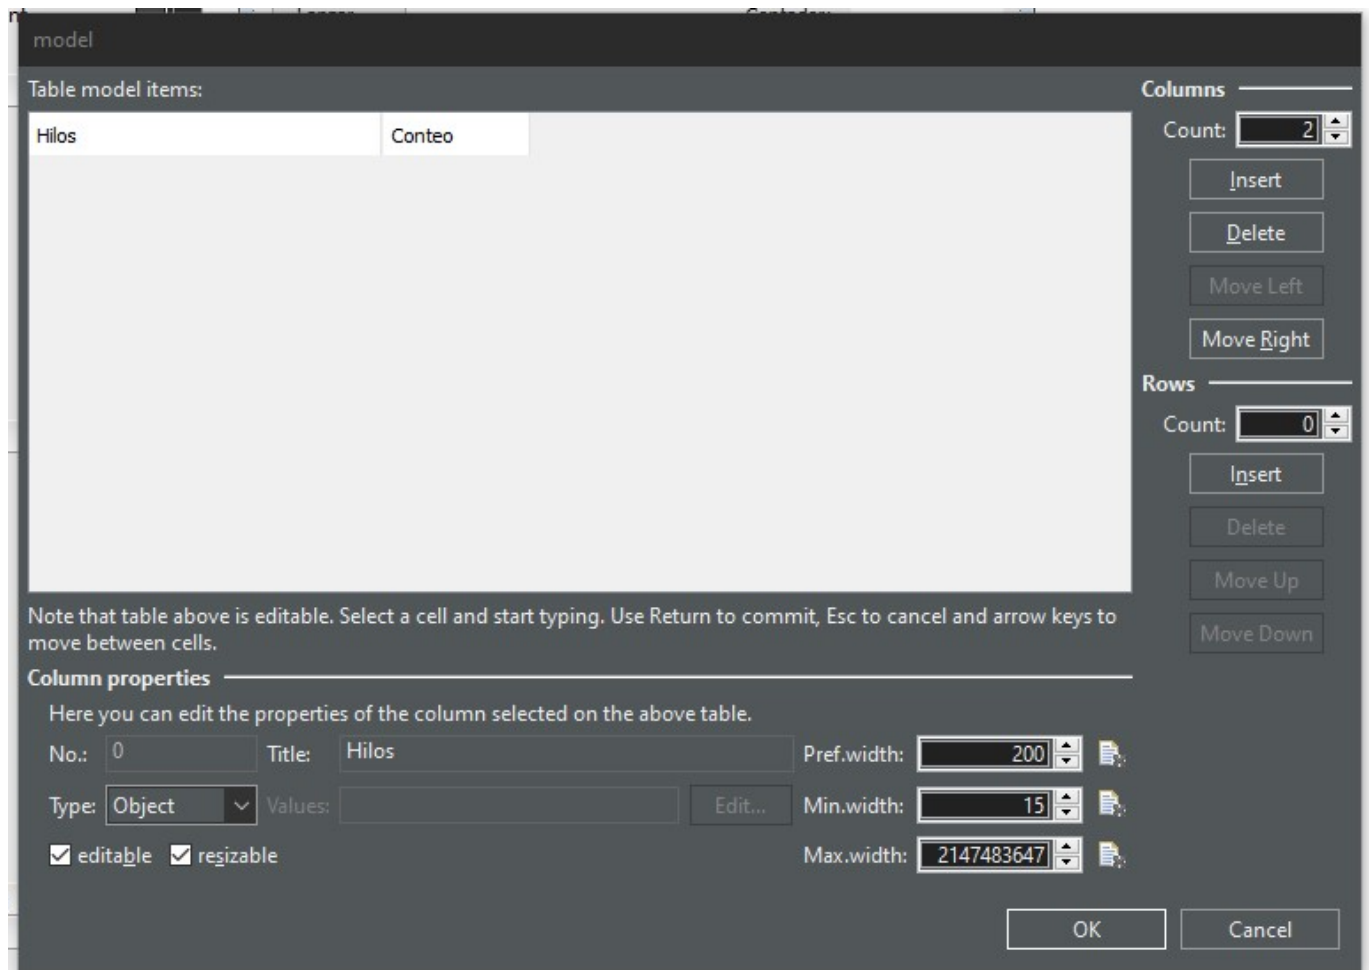 model
Table model items:
Hilos Conteo
Columns
Count: 2
Insert
Delete
Move Left
Move Right
Rows
Count: 0
Insert
Delete
Move Up
Move Down
Note that table above is editable. Select a cell and start typing. Use Return to commit, Esc to cancel and arrow keys to
move between cells.
Column properties
Here you can edit the properties of the column selected on the above table.
No.: 0 Title: Hilos Pref.width: 200
Type: Object Values: Edit... Min.width: 15
editable resizable Max.width: 2147483647
OK Cancel